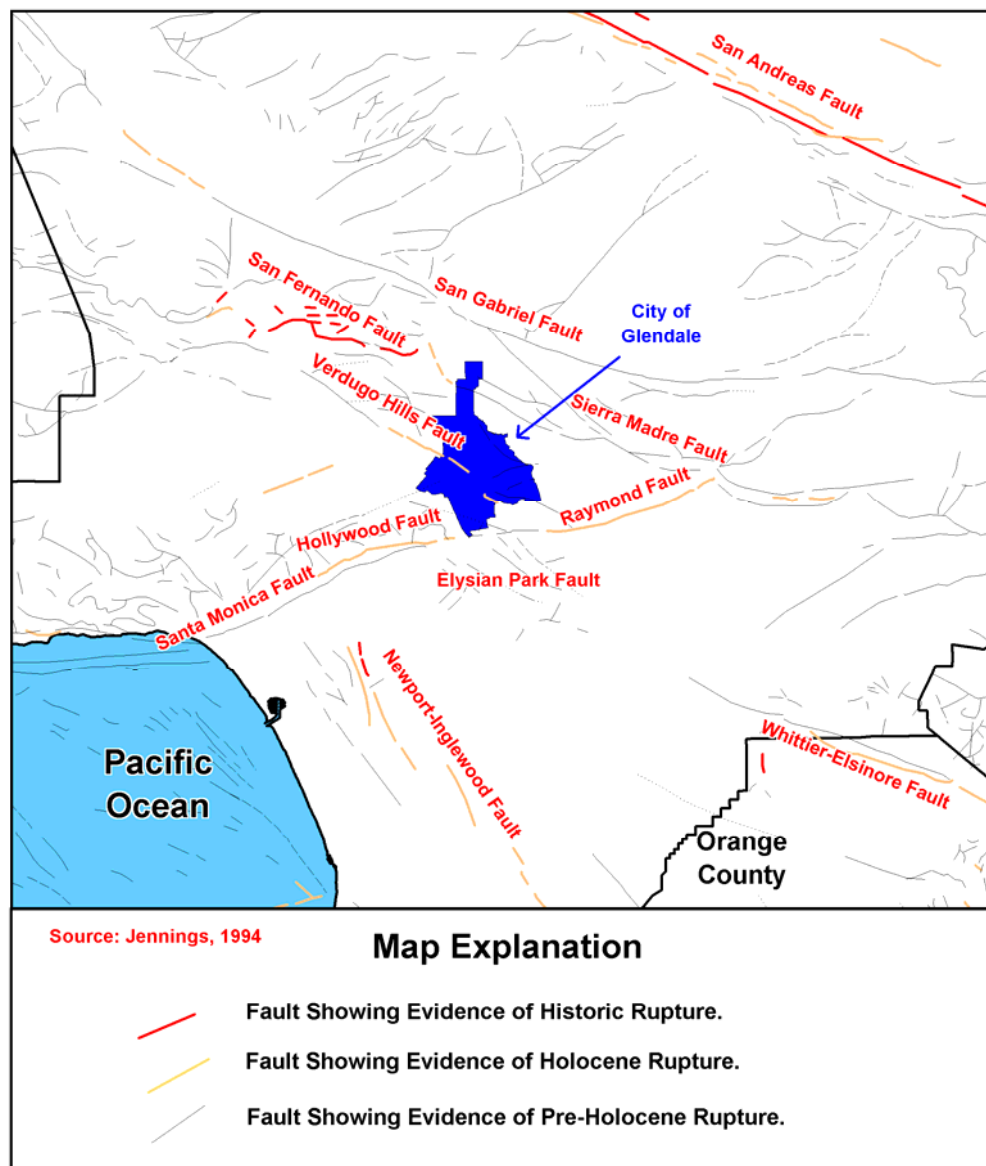 San Andreas Fault
San Fernando Fault
San Gabriel Fault
City of
Glendale
Verdugo Hills Fault
Sierra Madre Fault
Raymond Fault
Hollywood Fault
Elysian Park Fault
Santa Monica Fault
Newport-Inglewood Fault
Whittier-Elsinore Fault
Pacific
Ocean
Orange
County
Source: Jennings, 1994
Map Explanation
Fault Showing Evidence of Historic Rupture.
Fault Showing Evidence of Holocene Rupture.
Fault Showing Evidence of Pre-Holocene Rupture.